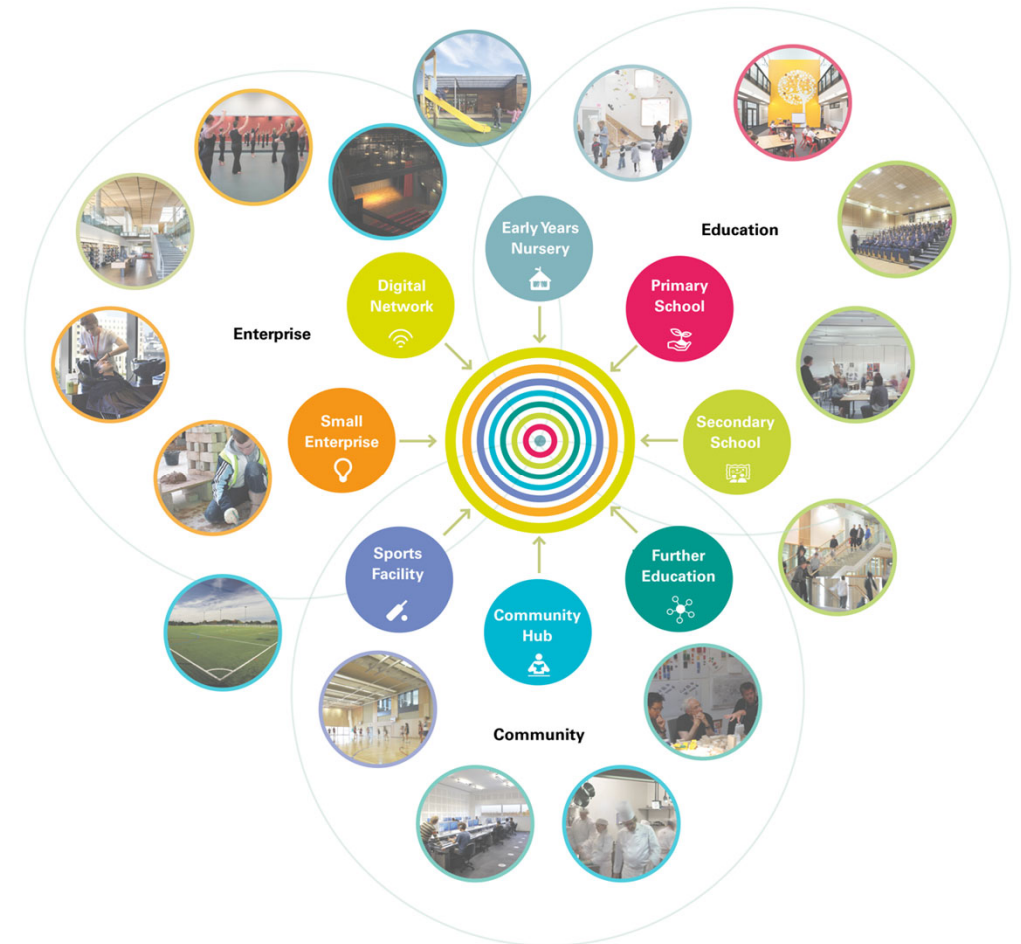 Early Years
Nursery
Education
Digital
Network
Primary
School
Enterprise
Small
Enterprise
Secondary
School
Sports
Facility
Further
Education
Community
Hub
Community